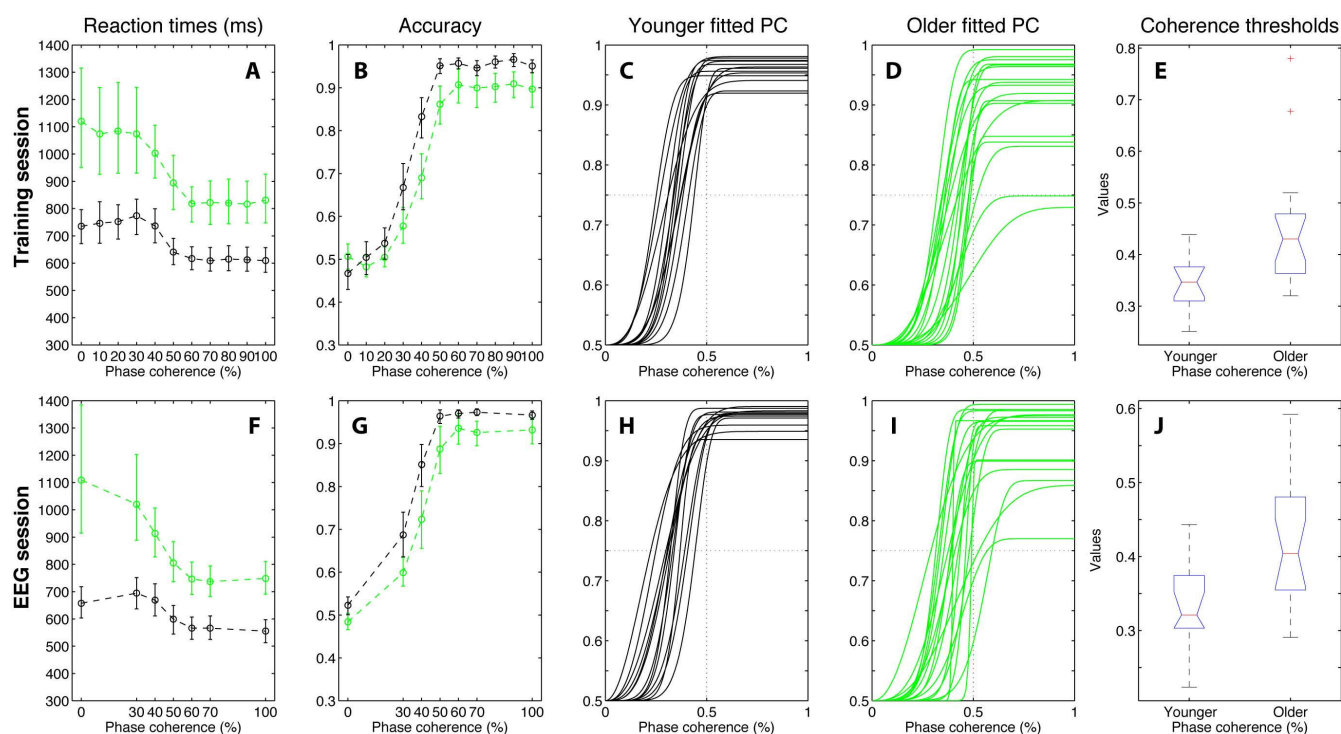 Reaction times (ms)
Accuracy
Younger fitted PC
Older fitted PC
Coherence thresholds
Training session
A
1400
1300
1200
1100
1000
900
800
700
600
500
400
300
0 10 20 30 40 50 60 70 80 90 100
Phase coherence (%)
B
1
0.9
0.8
0.7
0.6
0.5
0.4
0.3
0 10 20 30 40 50 60 70 80 90 100
Phase coherence (%)
C
1
0.9
0.8
0.7
0.6
0.5
0 0.5 1
Phase coherence (%)
D
1
0.9
0.8
0.7
0.6
0.5
0 0.5 1
Phase coherence (%)
E
Values
0.8
0.7
0.6
0.5
0.4
0.3
Younger Older
Phase coherence (%)
EEG session
F
1400
1300
1200
1100
1000
900
800
700
600
500
400
300
0 30 40 50 60 70 100
Phase coherence (%)
G
1
0.9
0.8
0.7
0.6
0.5
0.4
0.3
0 30 40 50 60 70 100
Phase coherence (%)
H
1
0.9
0.8
0.7
0.6
0.5
0 0.5 1
Phase coherence (%)
I
1
0.9
0.8
0.7
0.6
0.5
0 0.5 1
Phase coherence (%)
J
Values
0.6
0.5
0.4
0.3
Younger Older
Phase coherence (%)